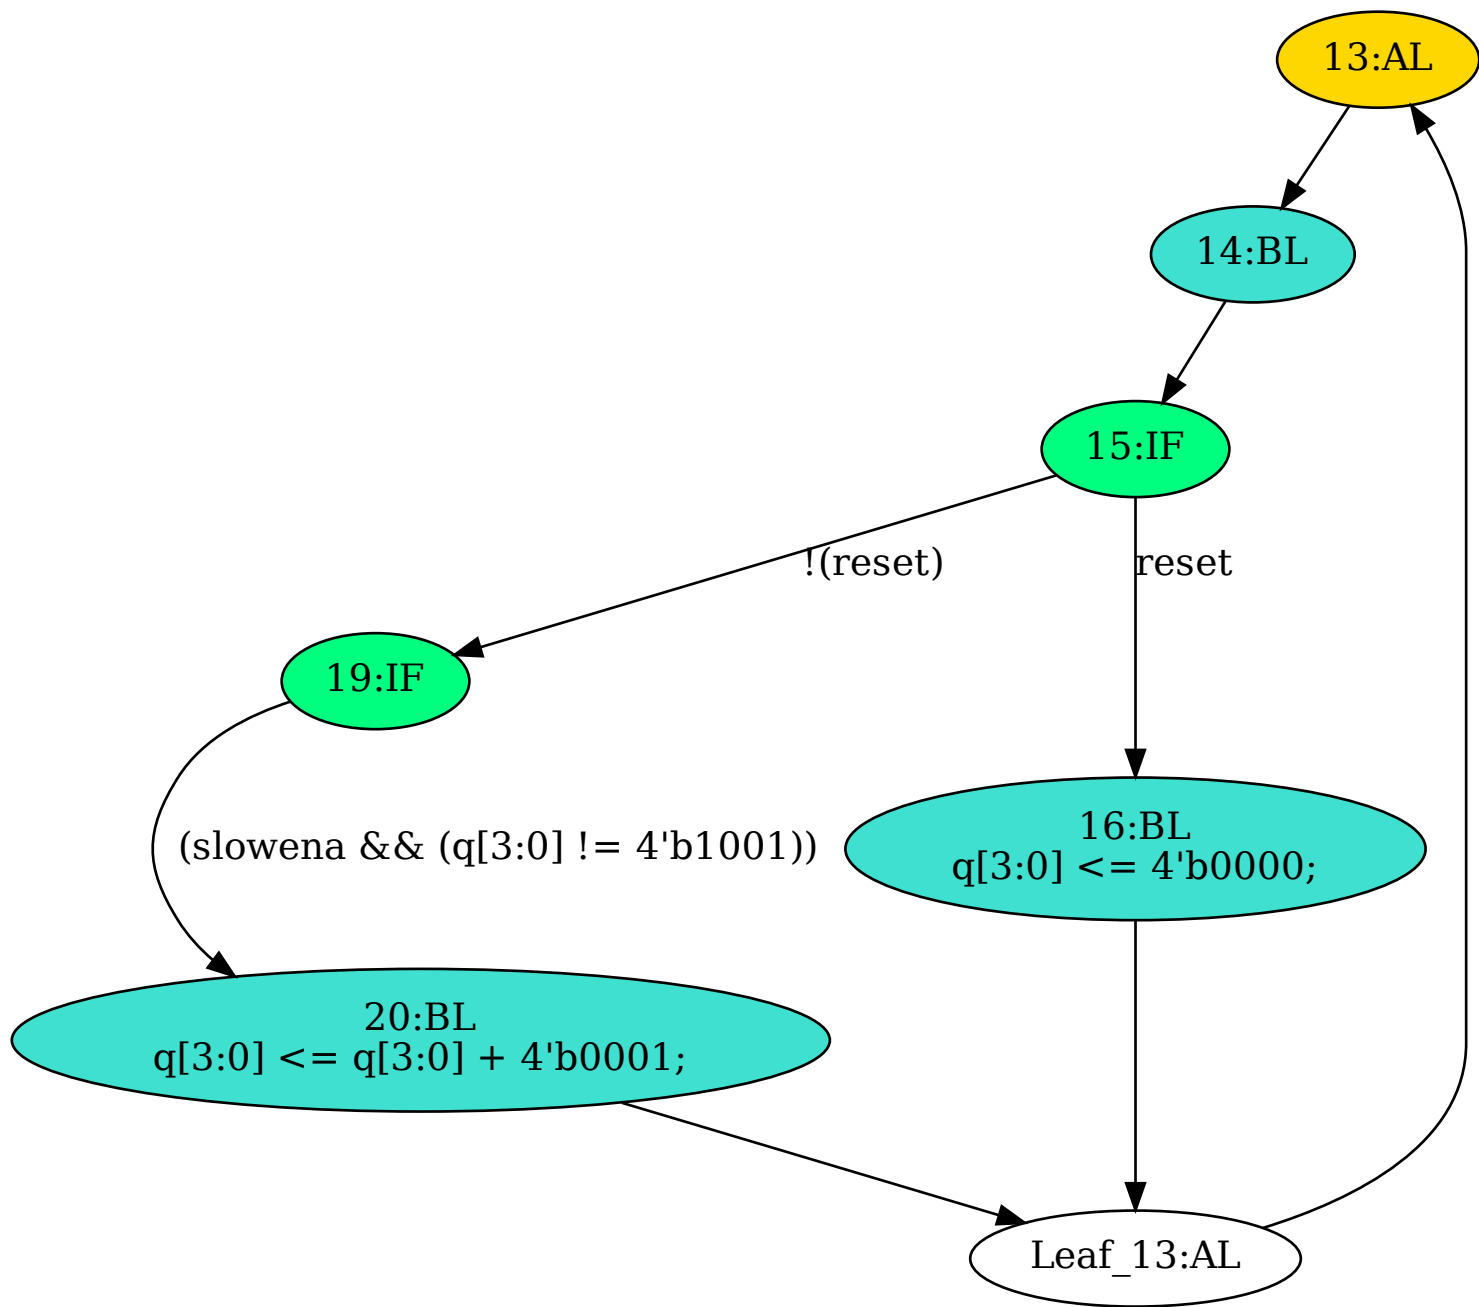 13:AL
14:BL
15:IF
!(reset)
reset
19:IF
(slowena && (q[3:0] != 4'b1001))
16:BL
q[3:0] <= 4'b0000;
20:BL
q[3:0] <= q[3:0] + 4'b0001;
Leaf_13:AL